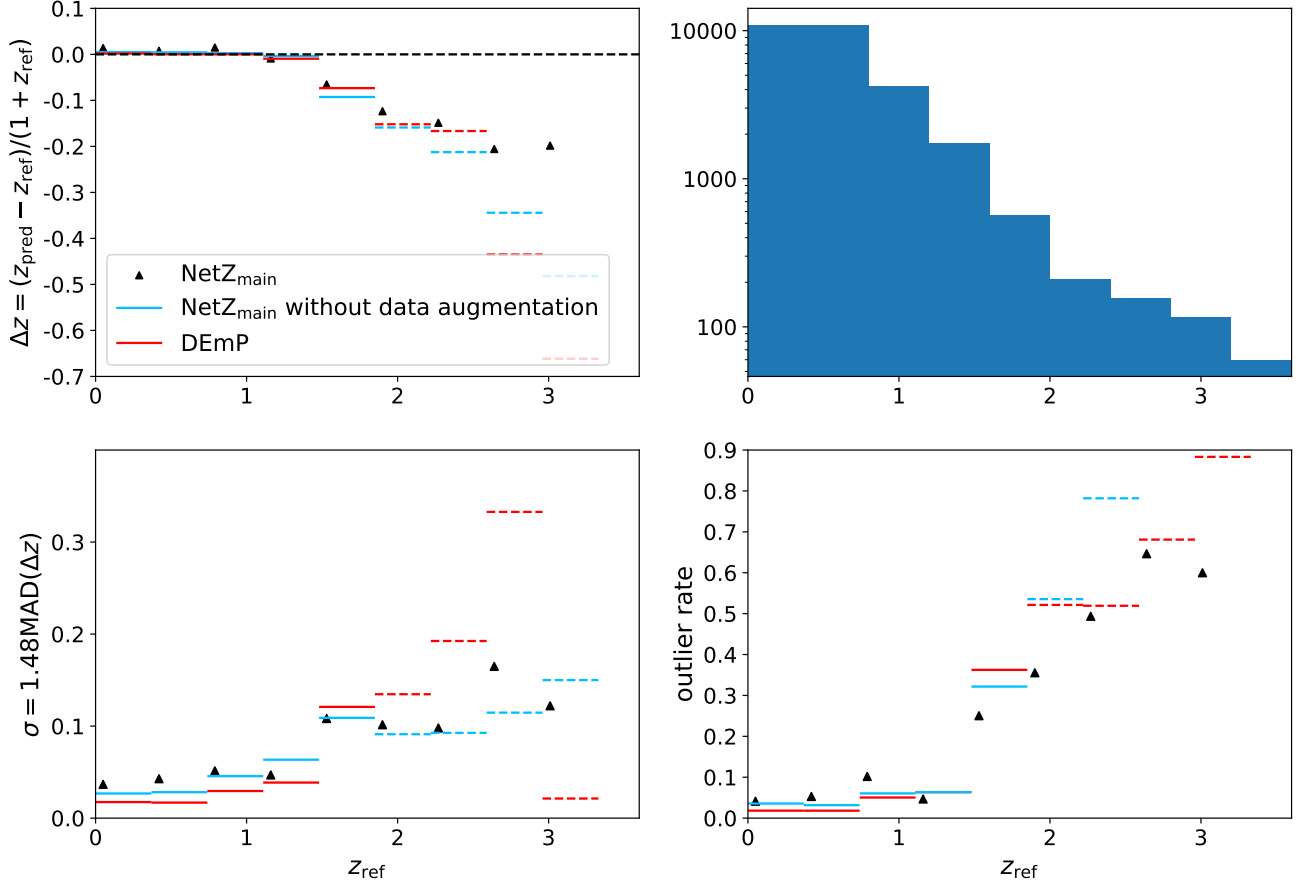 Δz = (z_pred − z_ref)/(1 + z_ref)
0.1
0.0
-0.1
-0.2
-0.3
-0.4
-0.5
-0.6
-0.7
0 1 2 3
NetZ_main
NetZ_main without data augmentation
DEmP
10000
1000
100
0 1 2 3
σ = 1.48MAD(Δz)
0.3
0.2
0.1
0.0
0 1 2 3
z_ref
outlier rate
0.9
0.8
0.7
0.6
0.5
0.4
0.3
0.2
0.1
0.0
0 1 2 3
z_ref